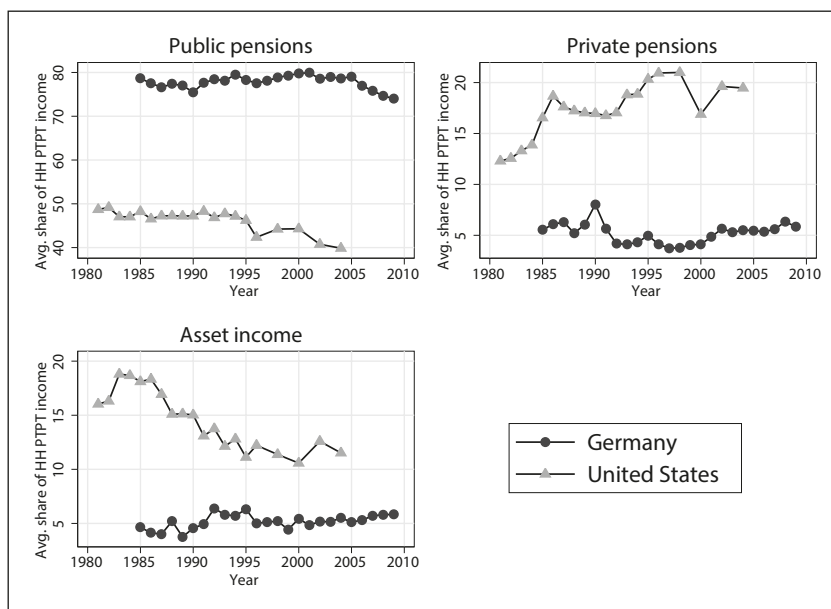 Public pensions
Avg. share of HH PTPT income
80
70
60
50
40
1980 1985 1990 1995 2000 2005 2010
Year
Private pensions
Avg. share of HH PTPT income
20
15
10
5
1980 1985 1990 1995 2000 2005 2010
Year
Asset income
Avg. share of HH PTPT income
20
15
10
5
1980 1985 1990 1995 2000 2005 2010
Year
Germany
United States